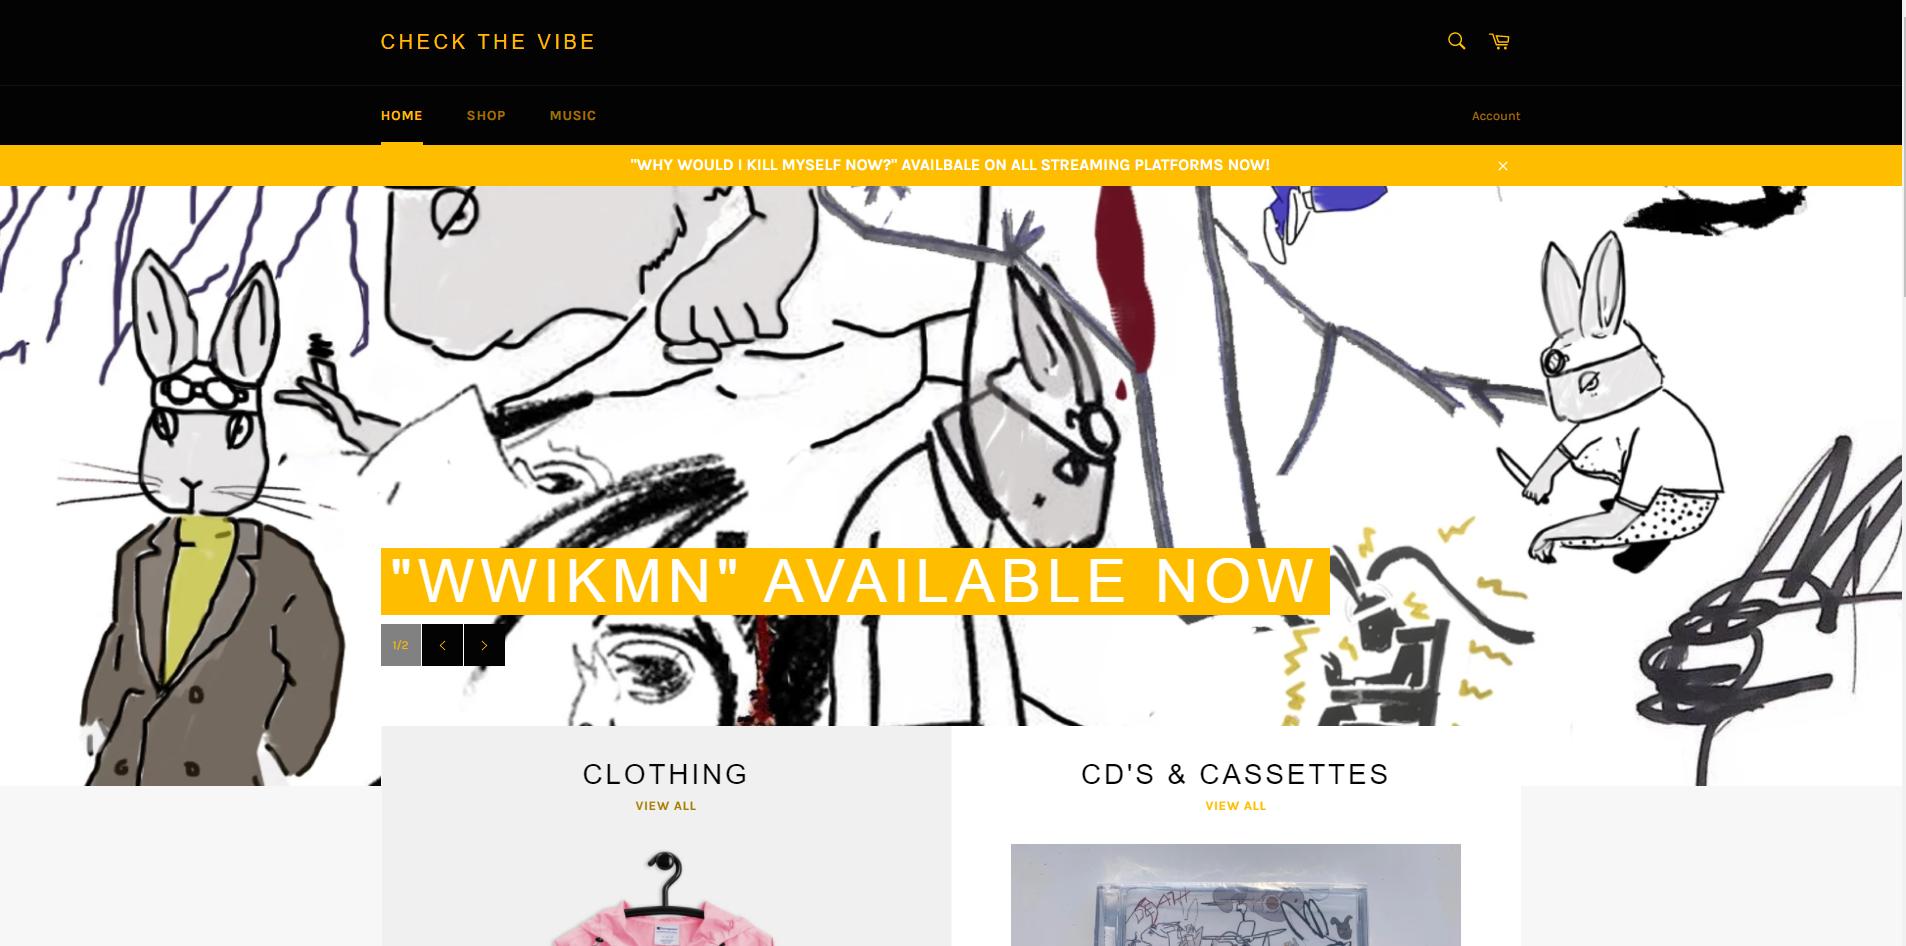 CHECK THE VIBE
HOME SHOP MUSIC Account
"WHY WOULD I KILL MYSELF NOW?" AVAILBALE ON ALL STREAMING PLATFORMS NOW!
"WWIKMN" AVAILABLE NOW
1/2
CLOTHING
VIEW ALL
CD'S & CASSETTES
VIEW ALL
DEATH